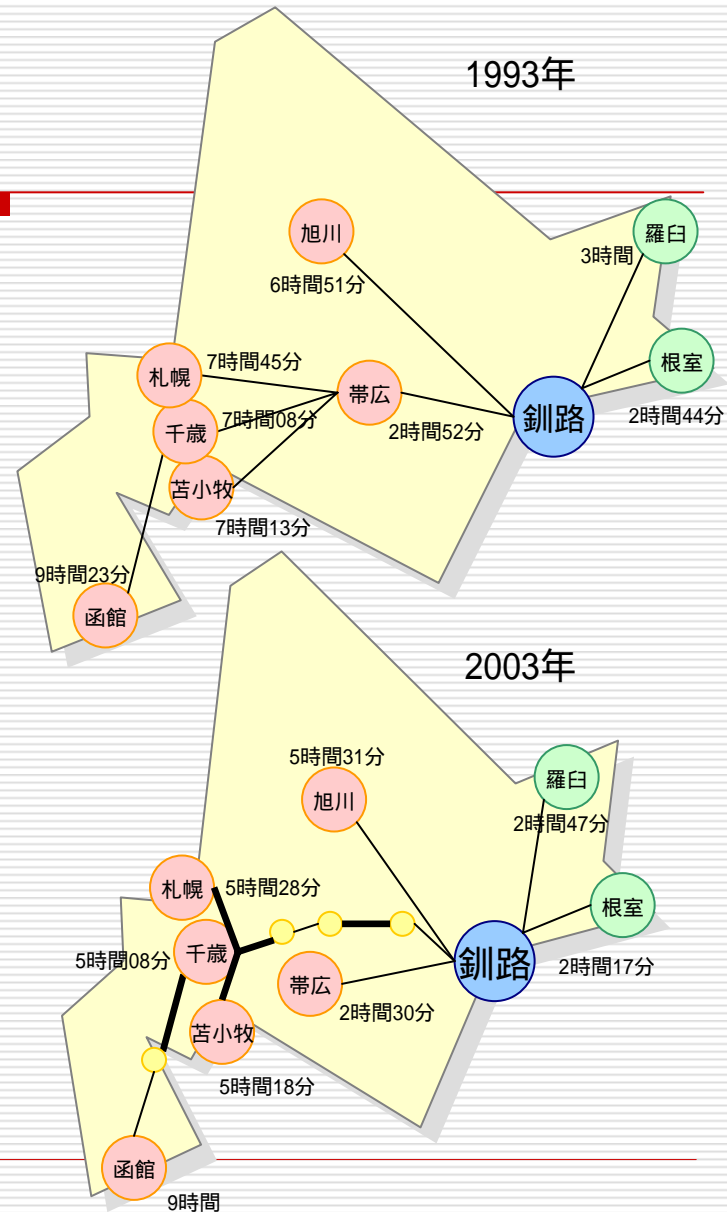 1993年
旭川
6時間51分
羅臼
3時間
根室
2時間44分
札幌
7時間45分
帯広
2時間52分
釧路
千歳
7時間08分
苫小牧
7時間13分
9時間23分
函館
2003年
5時間31分
旭川
羅臼
2時間47分
札幌
5時間28分
根室
2時間17分
千歳
5時間08分
釧路
帯広
2時間30分
苫小牧
5時間18分
函館
9時間